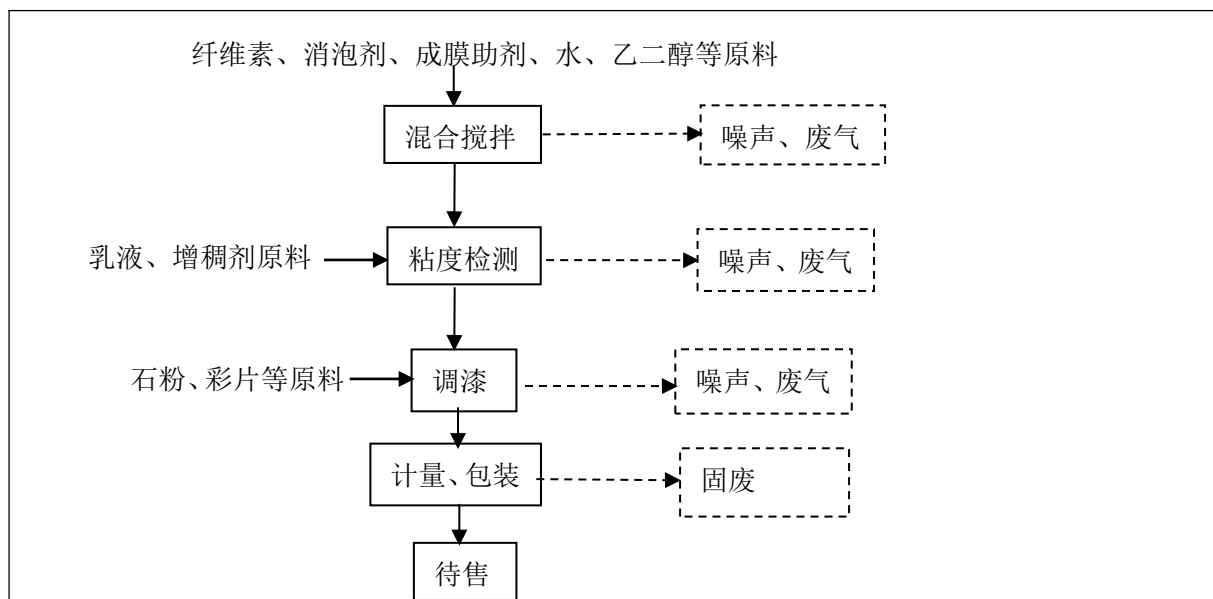 纤维素、消泡剂、成膜助剂、水、乙二醇等原料
混合搅拌
噪声、废气
乳液、增稠剂原料
粘度检测
噪声、废气
石粉、彩片等原料
调漆
噪声、废气
计量、包装
固废
待售